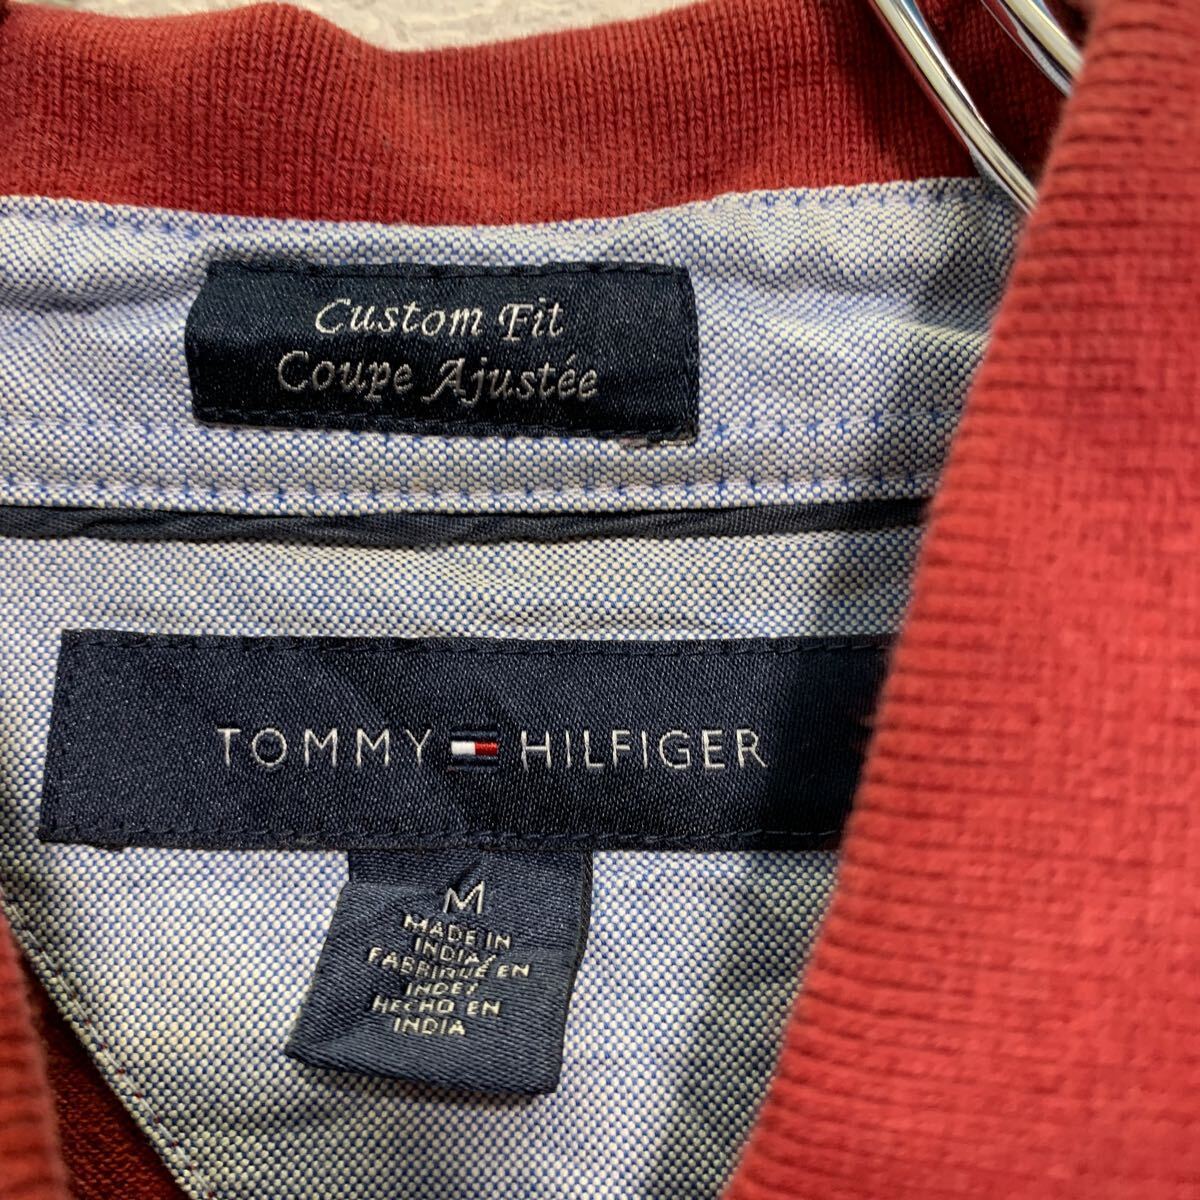 Custom Fit
Coupe Ajustée
TOMMY HILFIGER
M
MADE IN
INDIA/
FABRIQUÉ EN
INDE/
HECHO EN
INDIA